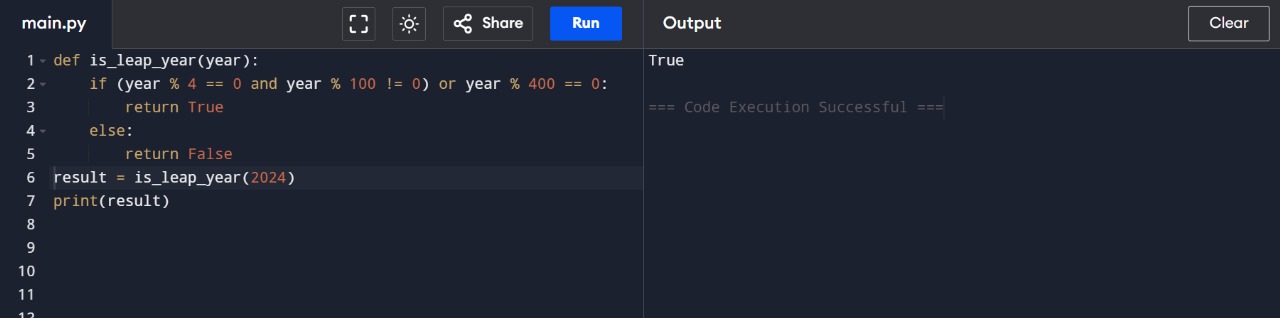 main.py Share Run Output Clear
1 def is_leap_year(year):
2     if (year % 4 == 0 and year % 100 != 0) or year % 400 == 0:
3         return True
4     else:
5         return False
6 result = is_leap_year(2024)
7 print(result)
8
9
10
11
12
True
=== Code Execution Successful ===